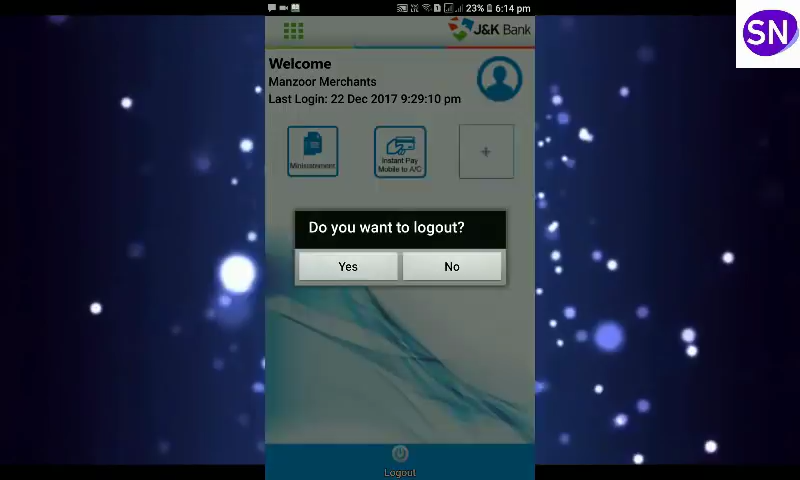 23% 6:14 pm
SN
J&K Bank
Welcome
Manzoor Merchants
Last Login: 22 Dec 2017 9:29:10 pm
Ministatement
Instant Pay
Mobile to A/C
+
Do you want to logout?
Yes No
Logout